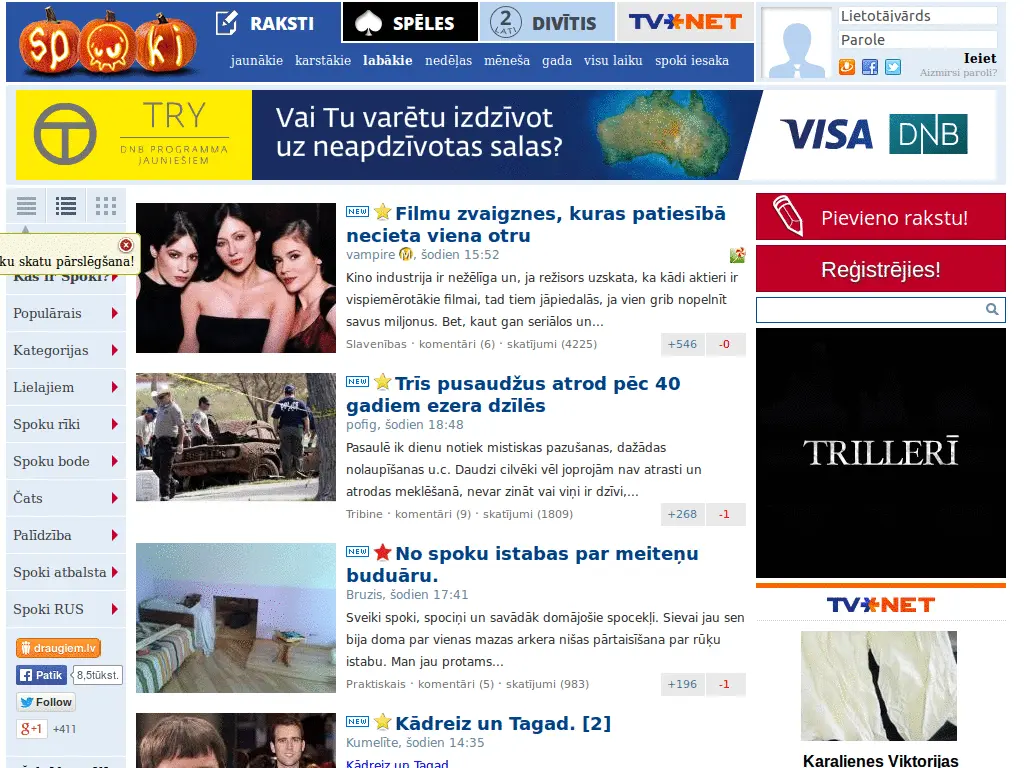 spoki
RAKSTI
SPĒLES
2
LATI
DIVĪTIS
TV NET
jaunākie karstākie labākie nedēļas mēneša gada visu laiku spoki iesaka
Lietotājvārds
Parole
Ieiet
Aizmirsi paroli?
TRY
DNB PROGRAMMA
JAUNIEŠIEM
Vai Tu varētu izdzīvot
uz neapdzīvotas salas?
VISA
DNB
ku skatu pārslēgšana!
Kas ir Spoki?
Populārais
Kategorijas
Lielajiem
Spoku rīki
Spoku bode
Čats
Palīdzība
Spoki atbalsta
Spoki RUS
draugiem.lv
Patīk 8,5tūkst.
Follow
g+1 +411
NEW Filmu zvaigznes, kuras patiesībā
necieta viena otru
vampire, šodien 15:52
Kino industrija ir nežēlīga un, ja režisors uzskata, ka kādi aktieri ir
vispiemērotākie filmai, tad tiem jāpiedalās, ja vien grib nopelnīt
savus miljonus. Bet, kaut gan seriālos un...
Slavenības · komentāri (6) · skatījumi (4225)
+546 -0
NEW Trīs pusaudžus atrod pēc 40
gadiem ezera dzīlēs
pofig, šodien 18:48
Pasaulē ik dienu notiek mistiskas pazušanas, dažādas
nolaupīšanas u.c. Daudzi cilvēki vēl joprojām nav atrasti un
atrodas meklēšanā, nevar zināt vai viņi ir dzīvi,...
Tribine · komentāri (9) · skatījumi (1809)
+268 -1
POLICE
NEW No spoku istabas par meiteņu
buduāru.
Bruzis, šodien 17:41
Sveiki spoki, spociņi un savādāk domājošie spocekļi. Sievai jau sen
bija doma par vienas mazas arkera nišas pārtaisīšana par rūķu
istabu. Man jau protams...
Praktiskais · komentāri (5) · skatījumi (983)
+196 -1
NEW Kādreiz un Tagad. [2]
Kumelīte, šodien 14:35
Kādreiz un Tagad.
Pievieno rakstu!
Reģistrējies!
TRILLERĪ
TV NET
Karalienes Viktorijas